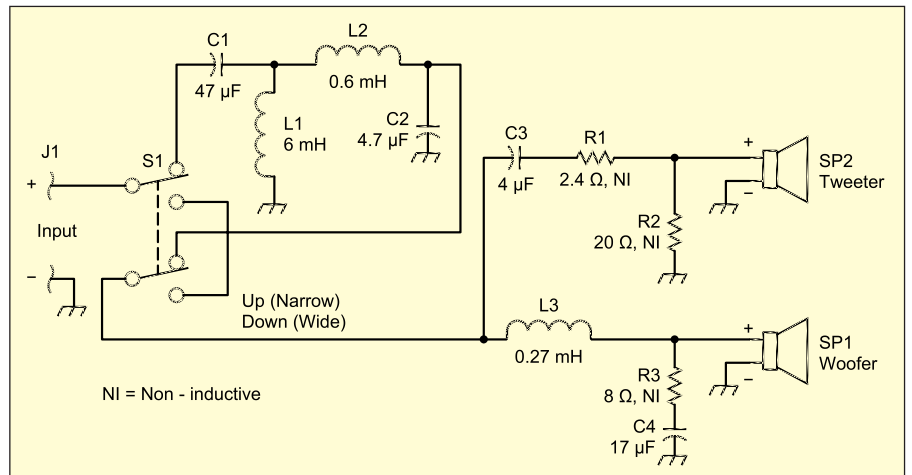 C1
47 µF
L2
0.6 mH
L1
6 mH
C2
4.7 µF
J1
S1
+
Input
−
C3
4 µF
R1
2.4 Ω, NI
+
−
SP2
Tweeter
R2
20 Ω, NI
Up (Narrow)
Down (Wide)
L3
0.27 mH
+
−
SP1
Woofer
R3
8 Ω, NI
C4
17 µF
NI = Non - inductive